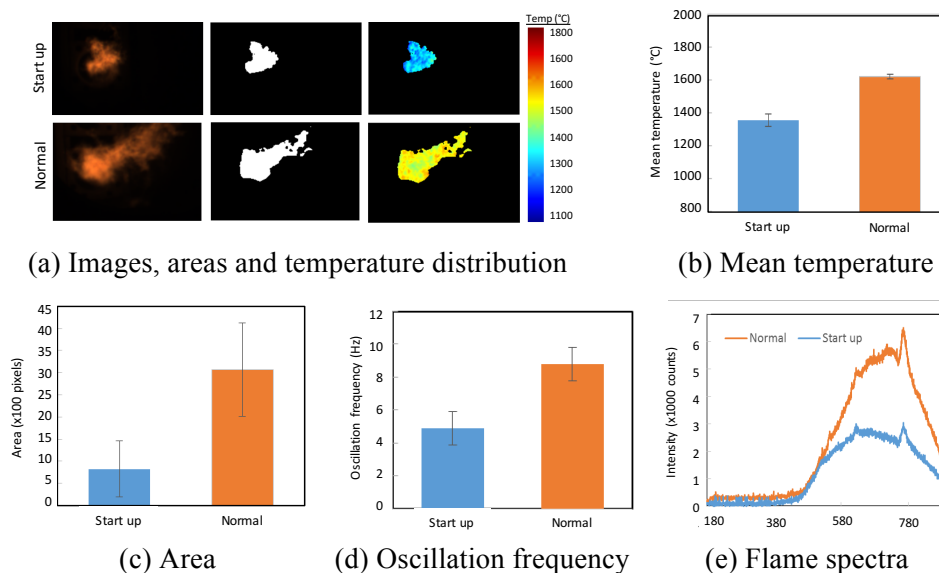 Temp (°C)
Start up
Normal
1800
1600
1400
1200
1100
(a) Images, areas and temperature distribution
2000
1600
1400
1200
1000
800
Mean temperature (°C)
Start up
Normal
(b) Mean temperature
45
40
35
30
25
20
15
10
5
0
Area (x100 pixels)
Start up
Normal
(c) Area
12
10
8
6
4
2
0
Oscillation frequency (Hz)
Start up
Normal
(d) Oscillation frequency
7
6
5
4
3
2
1
0
Intensity (x1000 counts)
Normal
Start up
180
380
580
780
(e) Flame spectra